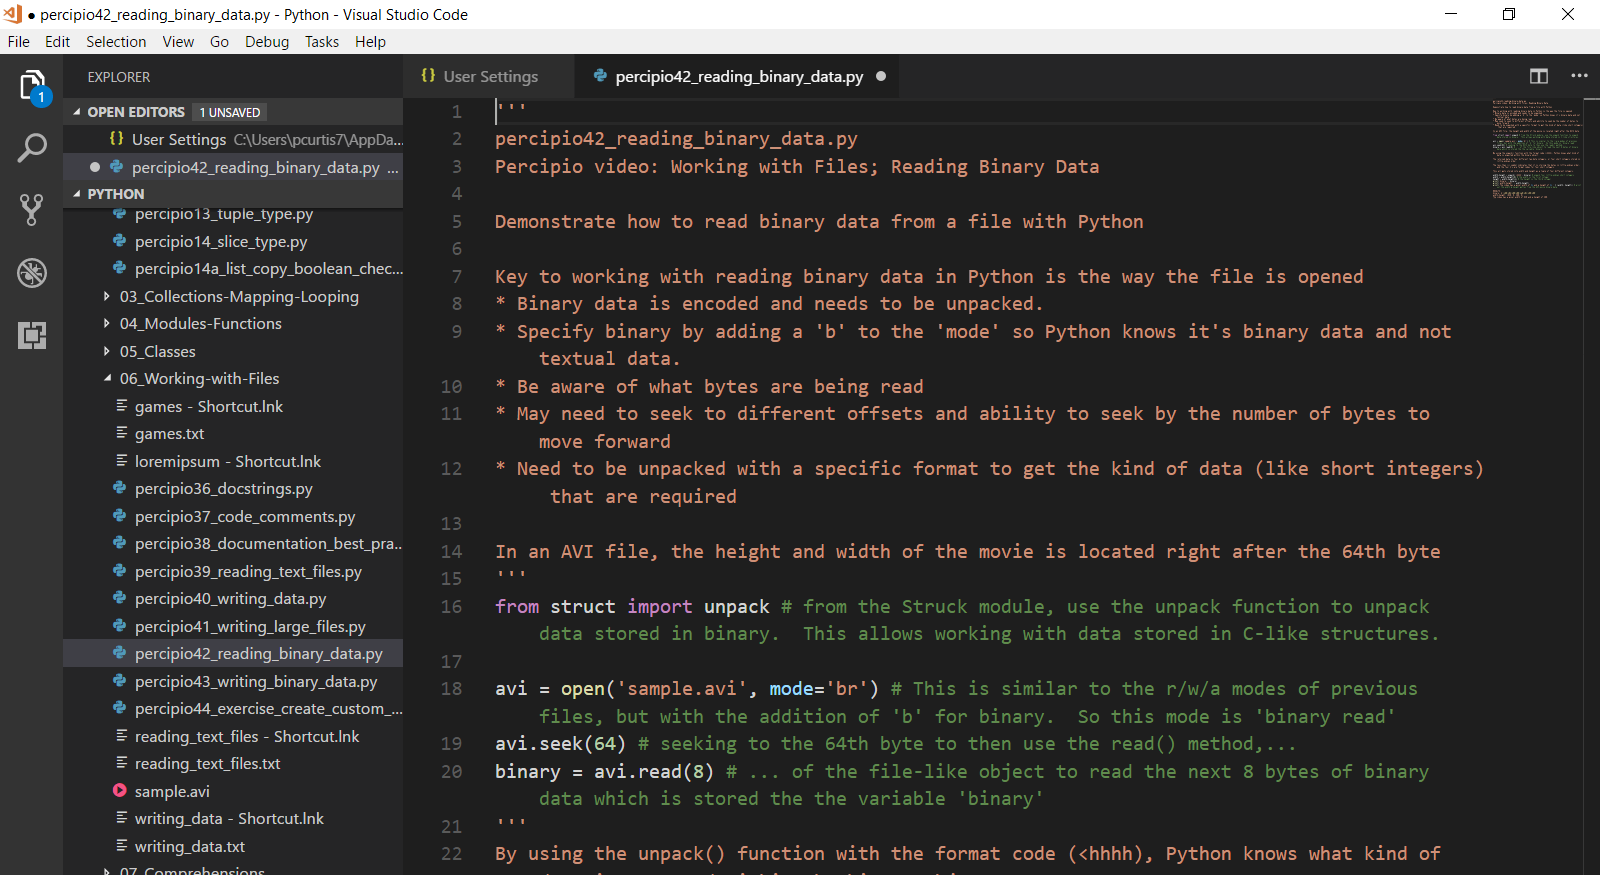 ● percipio42_reading_binary_data.py - Python - Visual Studio Code
File Edit Selection View Go Debug Tasks Help
EXPLORER
OPEN EDITORS 1 UNSAVED
{} User Settings C:\Users\pcurtis7\AppDa...
● percipio42_reading_binary_data.py ...
PYTHON
percipio13_tuple_type.py
percipio14_slice_type.py
percipio14a_list_copy_boolean_chec...
03_Collections-Mapping-Looping
04_Modules-Functions
05_Classes
06_Working-with-Files
games - Shortcut.lnk
games.txt
loremipsum - Shortcut.lnk
percipio36_docstrings.py
percipio37_code_comments.py
percipio38_documentation_best_pra...
percipio39_reading_text_files.py
percipio40_writing_data.py
percipio41_writing_large_files.py
percipio42_reading_binary_data.py
percipio43_writing_binary_data.py
percipio44_exercise_create_custom_...
reading_text_files - Shortcut.lnk
reading_text_files.txt
sample.avi
writing_data - Shortcut.lnk
writing_data.txt
07_Comprehensions
1
{} User Settings
percipio42_reading_binary_data.py ●
1 '''
2 percipio42_reading_binary_data.py
3 Percipio video: Working with Files; Reading Binary Data
4
5 Demonstrate how to read binary data from a file with Python
6
7 Key to working with reading binary data in Python is the way the file is opened
8 * Binary data is encoded and needs to be unpacked.
9 * Specify binary by adding a 'b' to the 'mode' so Python knows it's binary data and not
textual data.
10 * Be aware of what bytes are being read
11 * May need to seek to different offsets and ability to seek by the number of bytes to
move forward
12 * Need to be unpacked with a specific format to get the kind of data (like short integers)
that are required
13
14 In an AVI file, the height and width of the movie is located right after the 64th byte
15 '''
16 from struct import unpack # from the Struck module, use the unpack function to unpack
data stored in binary.  This allows working with data stored in C-like structures.
17
18 avi = open('sample.avi', mode='br') # This is similar to the r/w/a modes of previous
files, but with the addition of 'b' for binary.  So this mode is 'binary read'
19 avi.seek(64) # seeking to the 64th byte to then use the read() method,...
20 binary = avi.read(8) # ... of the file-like object to read the next 8 bytes of binary
data which is stored the the variable 'binary'
21 '''
22 By using the unpack() function with the format code (<hhhh), Python knows what kind of